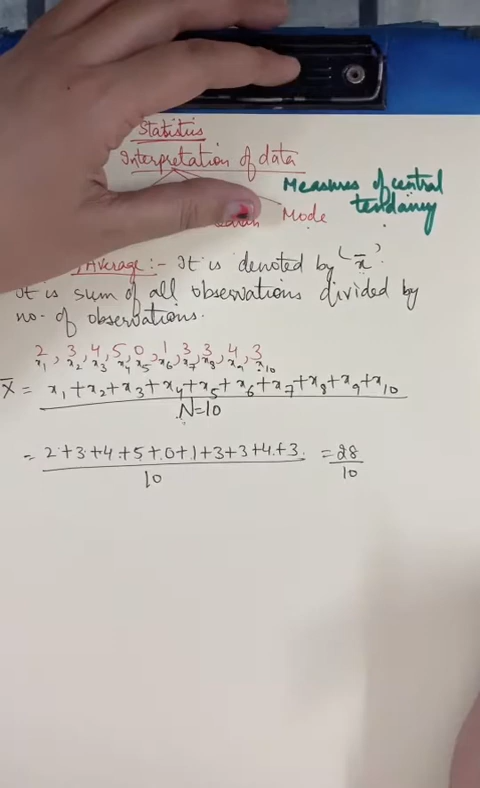 Statistics
Interpretation of data
Measures of central
tendancy
Mode
Average :- It is denoted by 'x̄'.
It is sum of all observations divided by
no. of observations.
2, 3, 4, 5, 0, 1, 3, 3, 4, 3
x₁ x₂ x₃ x₄ x₅ x₆ x₇ x₈ x₉ x₁₀
x̄ = x₁+x₂+x₃+x₄+x₅+x₆+x₇+x₈+x₉+x₁₀
N=10
= 2+3+4+5+0+1+3+3+4+3 = 28
10 10